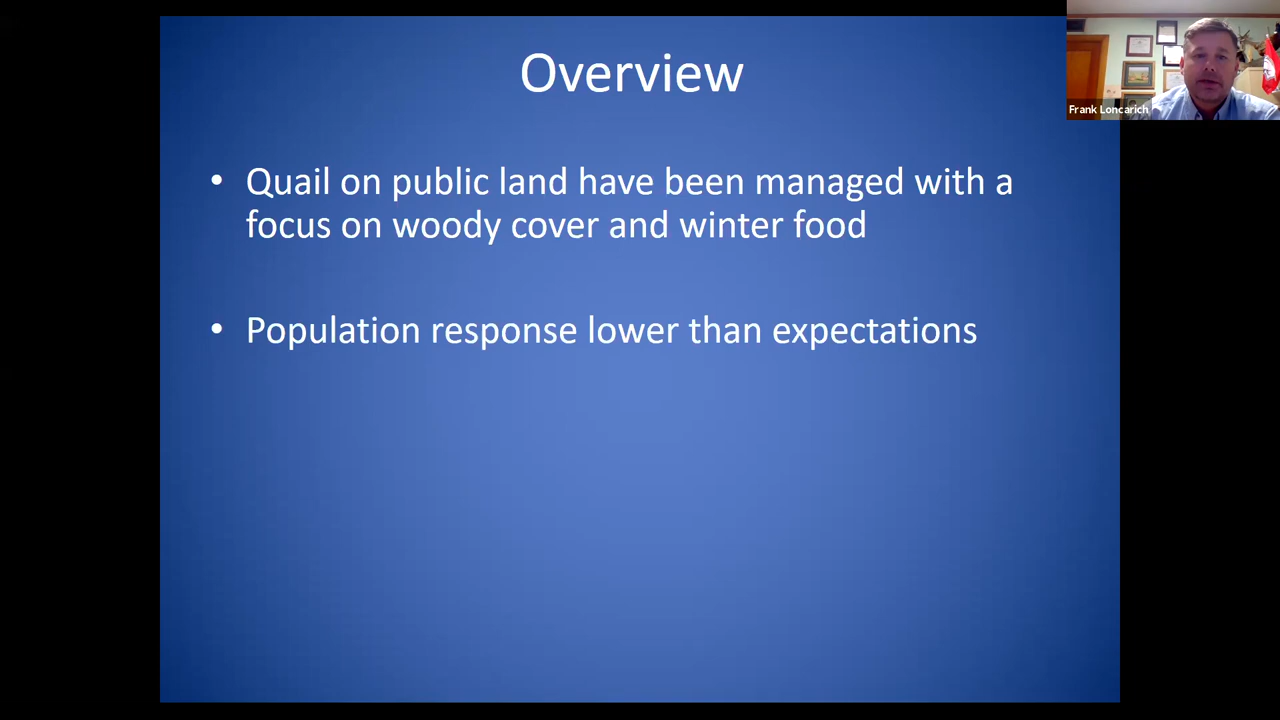 Overview
• Quail on public land have been managed with a
focus on woody cover and winter food
• Population response lower than expectations
Frank Loncarich